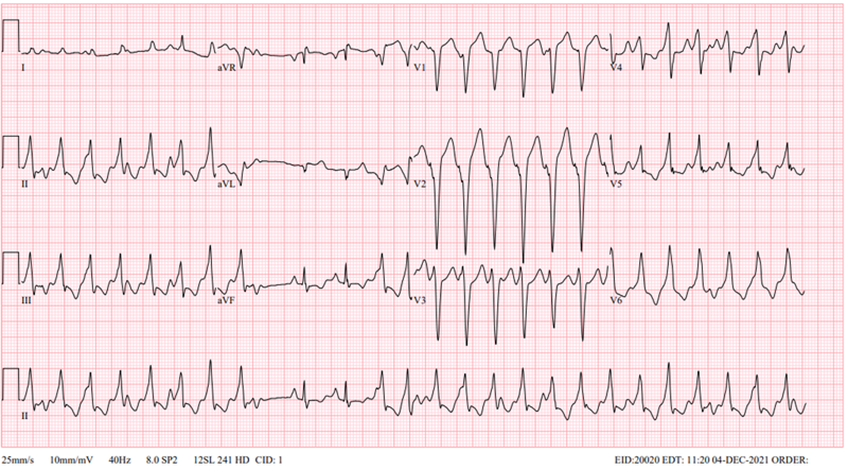 I aVR V1 V4
II aVL V2 V5
III aVF V3 V6
II
25mm/s 10mm/mV 40Hz 8.0 SP2 12SL 241 HD CID: 1 EID:20020 EDT: 11:20 04-DEC-2021 ORDER: